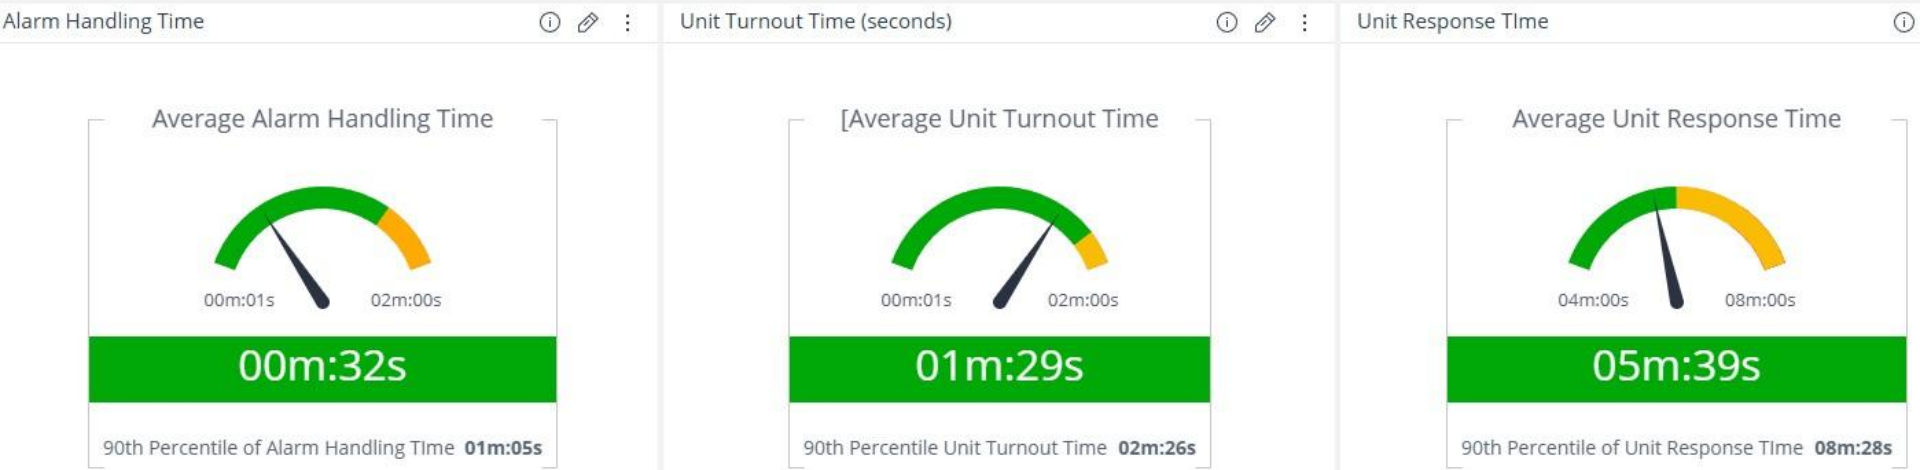 Alarm Handling Time
Average Alarm Handling Time
00m:01s 02m:00s
00m:32s
90th Percentile of Alarm Handling TIme 01m:05s
Unit Turnout Time (seconds)
[Average Unit Turnout Time
00m:01s 02m:00s
01m:29s
90th Percentile Unit Turnout Time 02m:26s
Unit Response TIme
Average Unit Response Time
04m:00s 08m:00s
05m:39s
90th Percentile of Unit Response TIme 08m:28s